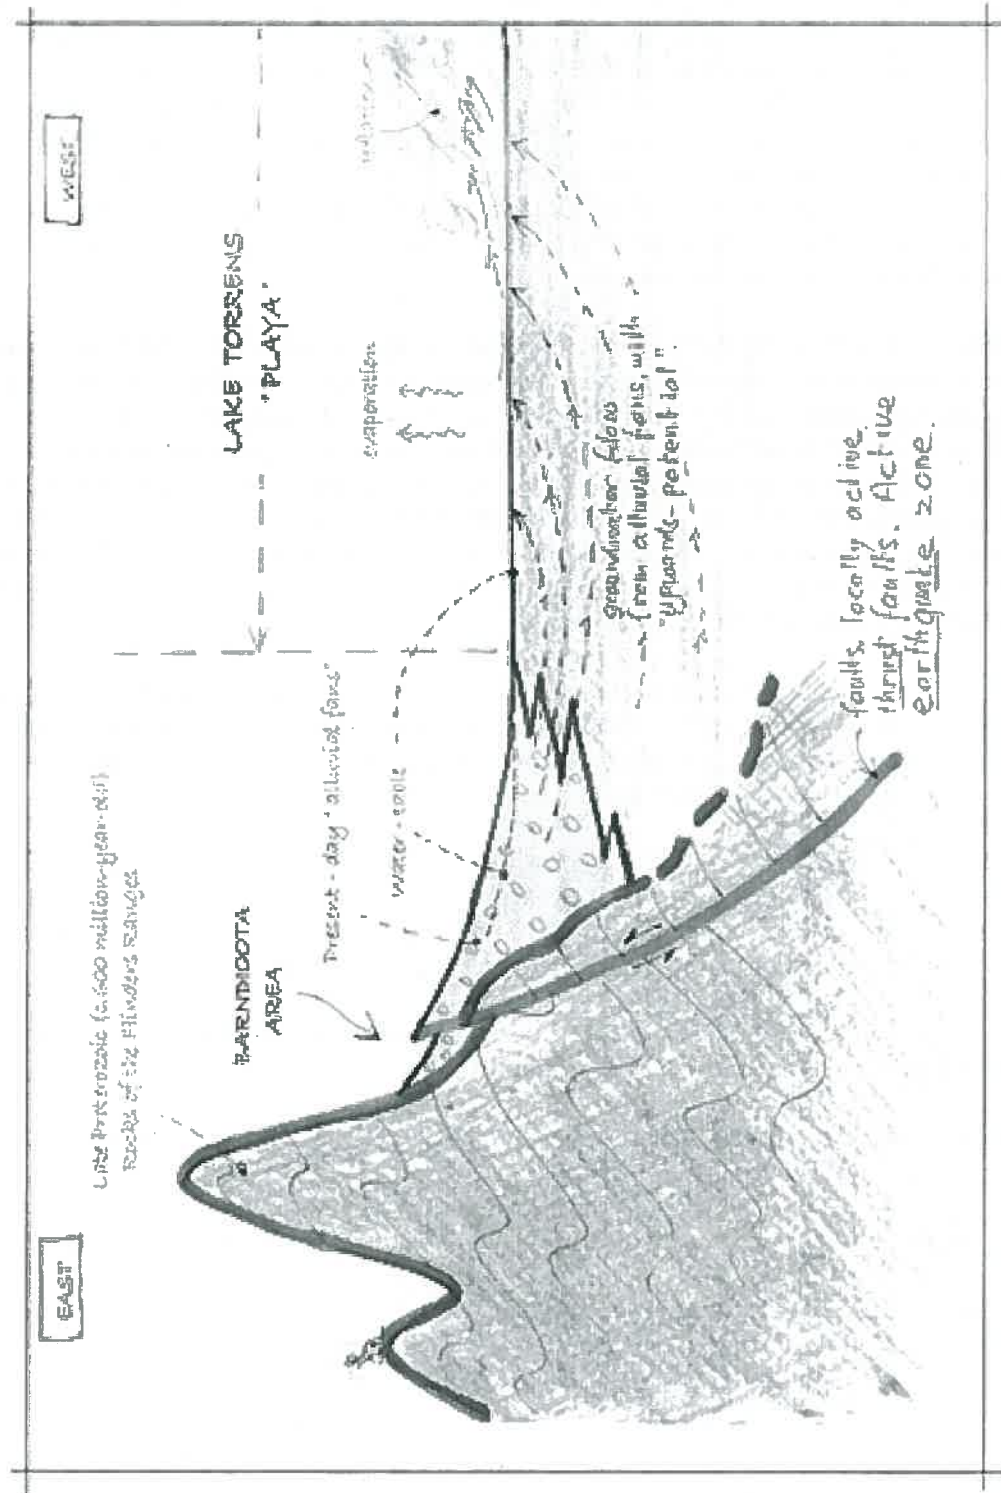 EAST
WEST
Late Proterozoic (c.600 million-year-old)
Rocks of the Flinders Ranges
BARNDIOOTA
AREA
Present-day "alluvial fans"
Water-table
LAKE TORRENS
"PLAYA"
evaporation
Groundwater flow
from alluvial fans, with
"upwards-potential".
faults locally active
thrust faults. Active
earthquake zone.